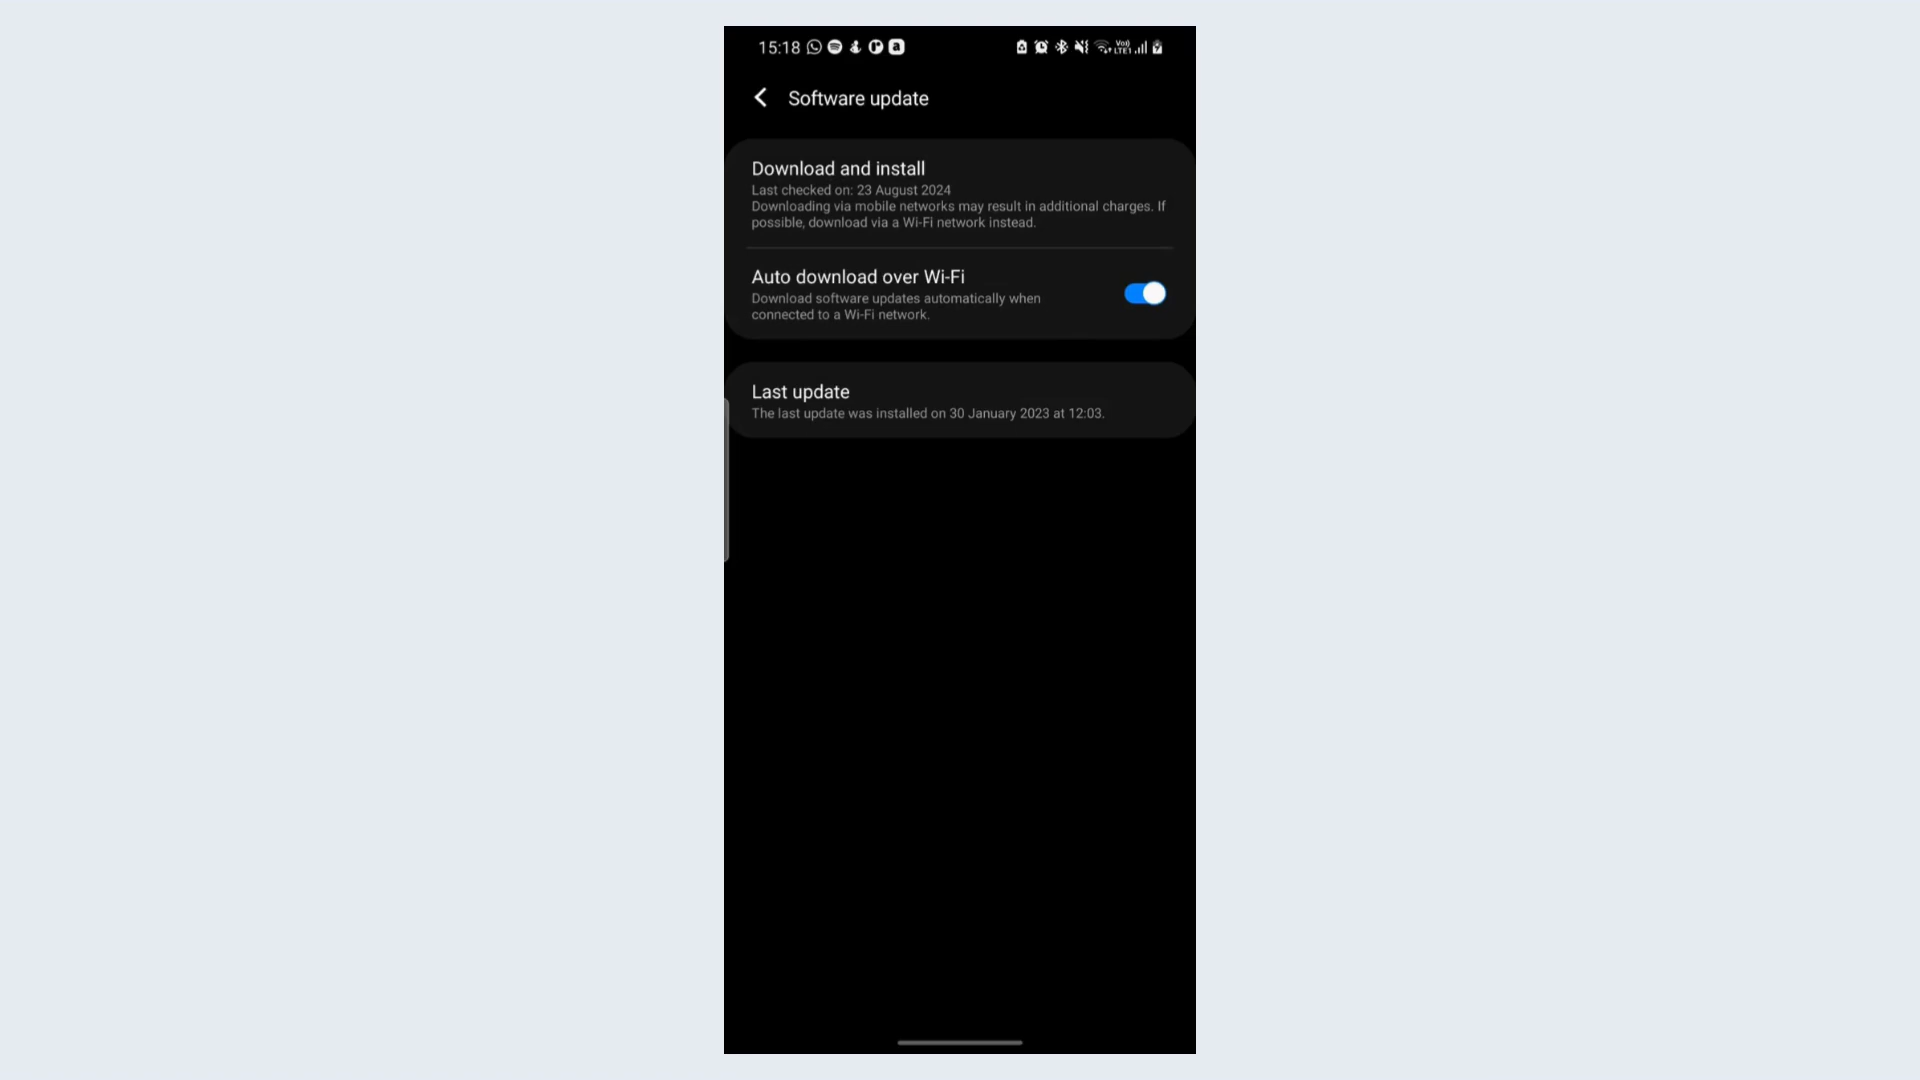 15:18
Software update
Download and install
Last checked on: 23 August 2024
Downloading via mobile networks may result in additional charges. If
possible, download via a Wi-Fi network instead.
Auto download over Wi-Fi
Download software updates automatically when
connected to a Wi-Fi network.
Last update
The last update was installed on 30 January 2023 at 12:03.